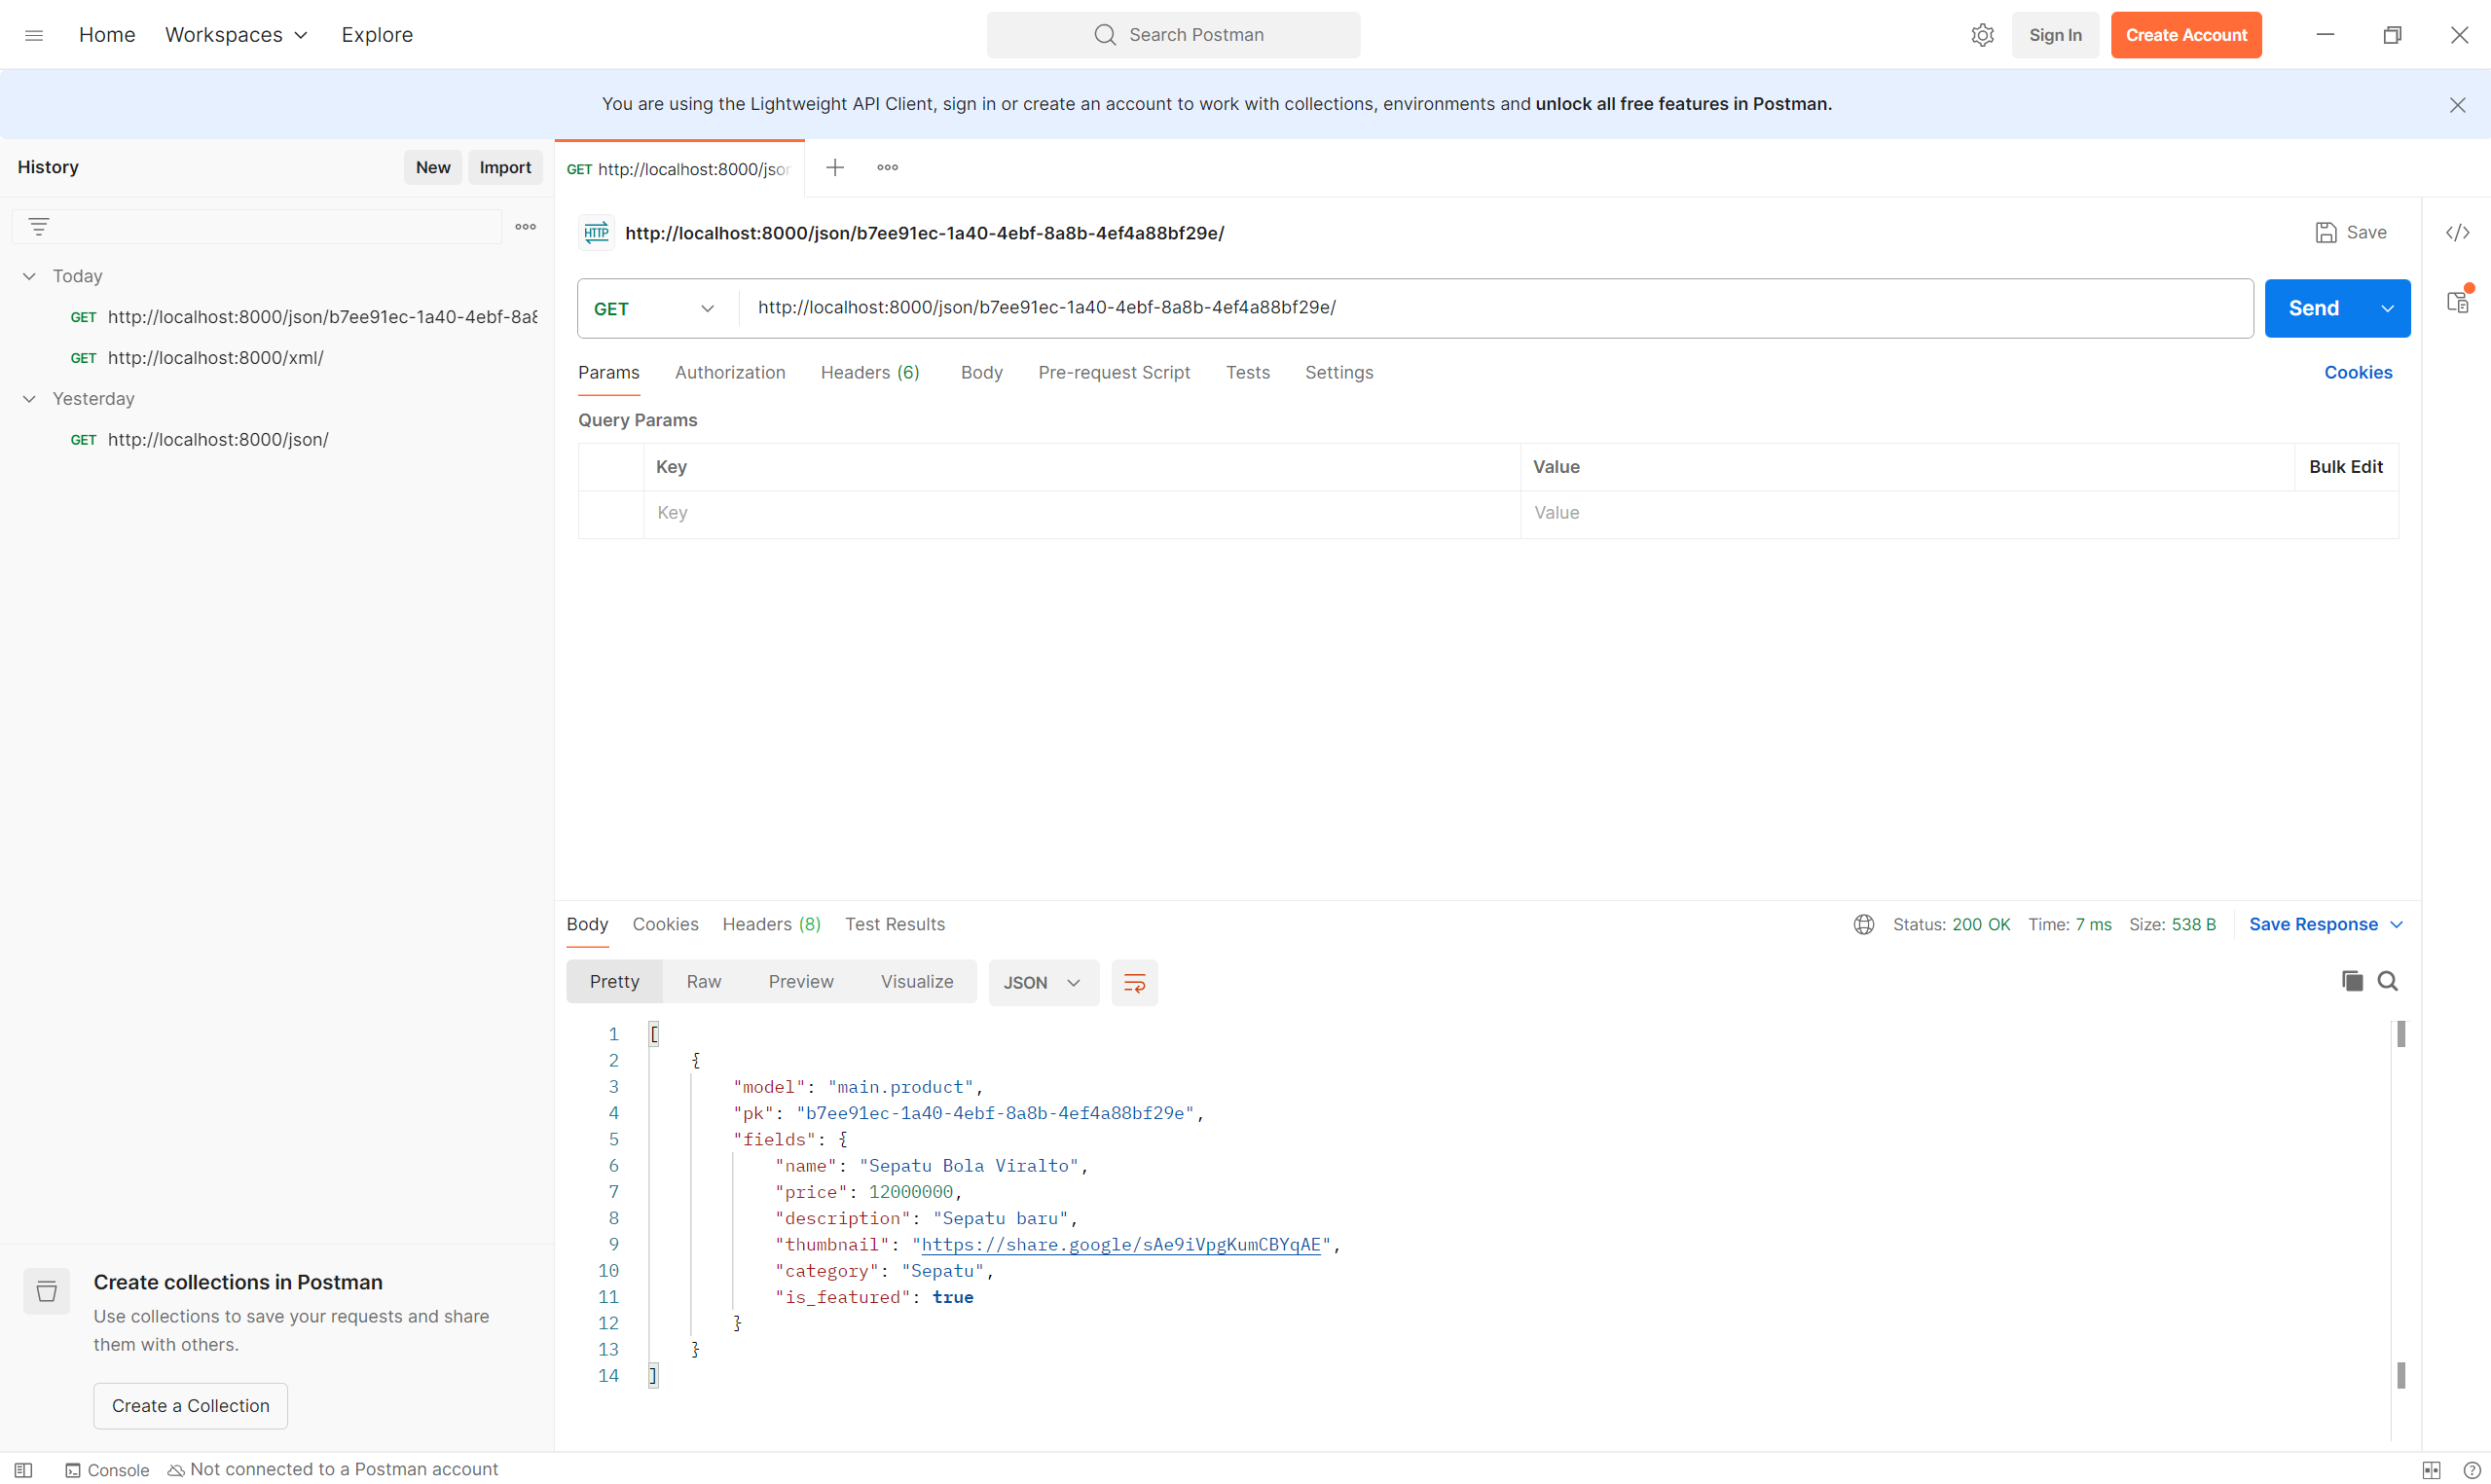 Home Workspaces Explore Search Postman Sign In Create Account
You are using the Lightweight API Client, sign in or create an account to work with collections, environments and unlock all free features in Postman.
History New Import
Today
GET http://localhost:8000/json/b7ee91ec-1a40-4ebf-8a8
GET http://localhost:8000/xml/
Yesterday
GET http://localhost:8000/json/
Create collections in Postman
Use collections to save your requests and share
them with others.
Create a Collection
GET http://localhost:8000/json
HTTP http://localhost:8000/json/b7ee91ec-1a40-4ebf-8a8b-4ef4a88bf29e/ Save
GET http://localhost:8000/json/b7ee91ec-1a40-4ebf-8a8b-4ef4a88bf29e/ Send
Params Authorization Headers (6) Body Pre-request Script Tests Settings Cookies
Query Params
Key Value Bulk Edit
Key Value
Body Cookies Headers (8) Test Results Status: 200 OK Time: 7 ms Size: 538 B Save Response
Pretty Raw Preview Visualize JSON
1 [
2 {
3 "model": "main.product",
4 "pk": "b7ee91ec-1a40-4ebf-8a8b-4ef4a88bf29e",
5 "fields": {
6 "name": "Sepatu Bola Viralto",
7 "price": 12000000,
8 "description": "Sepatu baru",
9 "thumbnail": "https://share.google/sAe9iVpgKumCBYqAE",
10 "category": "Sepatu",
11 "is_featured": true
12 }
13 }
14 ]
Console Not connected to a Postman account